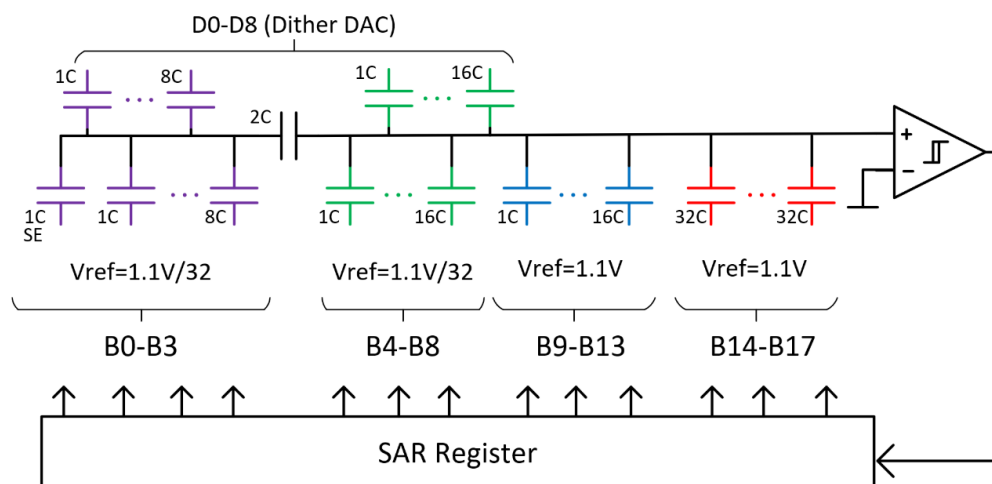 D0-D8 (Dither DAC)
1C 8C 1C 16C
2C
1C 1C 8C 1C 16C 1C 16C 32C 32C
SE
Vref=1.1V/32 Vref=1.1V/32 Vref=1.1V Vref=1.1V
B0-B3 B4-B8 B9-B13 B14-B17
SAR Register